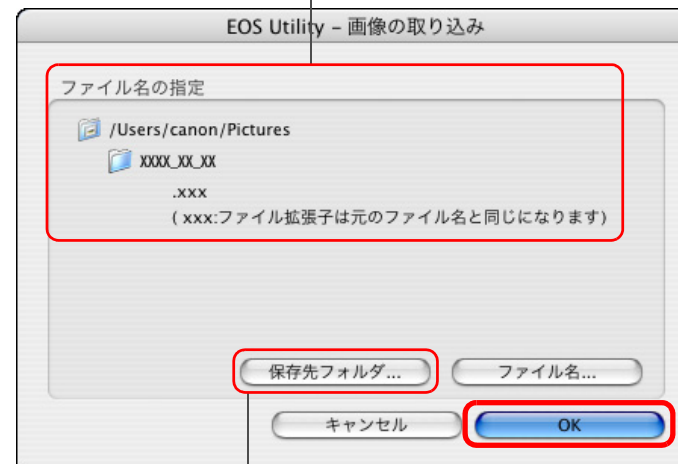 EOS Utility – 画像の取り込み
ファイル名の指定
/Users/canon/Pictures
XXXX_XX_XX
.xxx
( xxx:ファイル拡張子は元のファイル名と同じになります)
保存先フォルダ... ファイル名...
キャンセル OK